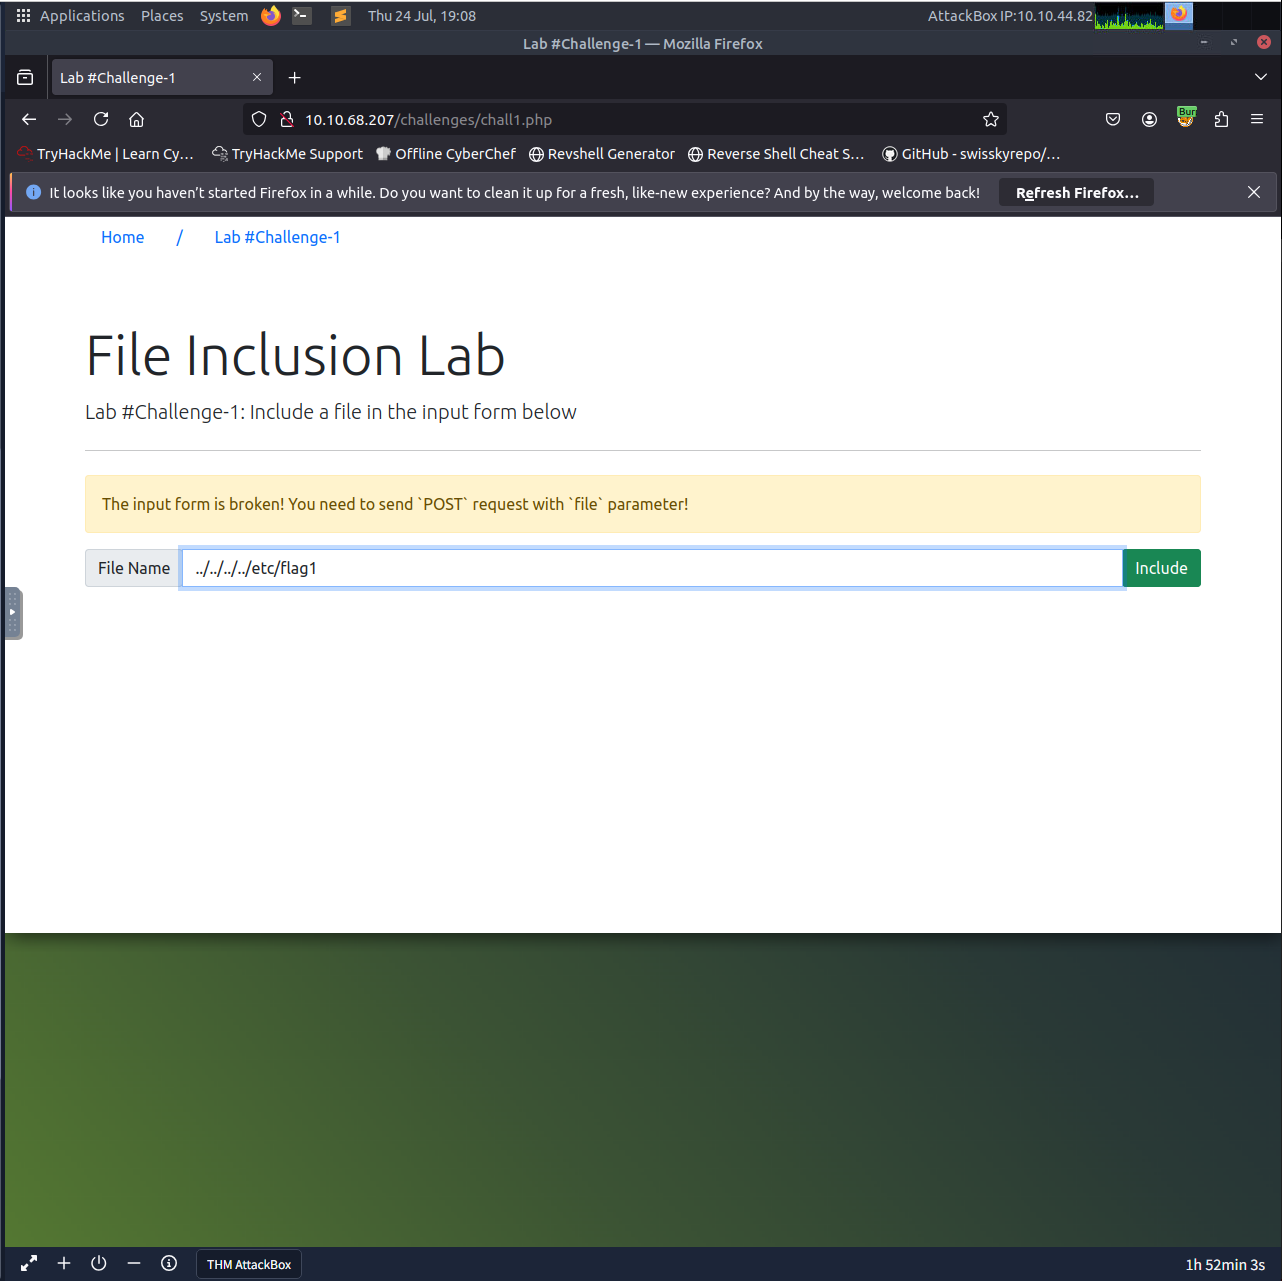 Applications Places System Thu 24 Jul, 19:08 AttackBox IP:10.10.44.82
Lab #Challenge-1 — Mozilla Firefox
Lab #Challenge-1
10.10.68.207/challenges/chall1.php
TryHackMe | Learn Cy... TryHackMe Support Offline CyberChef Revshell Generator Reverse Shell Cheat S... GitHub - swisskyrepo/...
It looks like you haven't started Firefox in a while. Do you want to clean it up for a fresh, like-new experience? And by the way, welcome back! Refresh Firefox...
Home / Lab #Challenge-1
File Inclusion Lab
Lab #Challenge-1: Include a file in the input form below
The input form is broken! You need to send `POST` request with `file` parameter!
File Name ../../../../etc/flag1 Include
THM AttackBox 1h 52min 3s